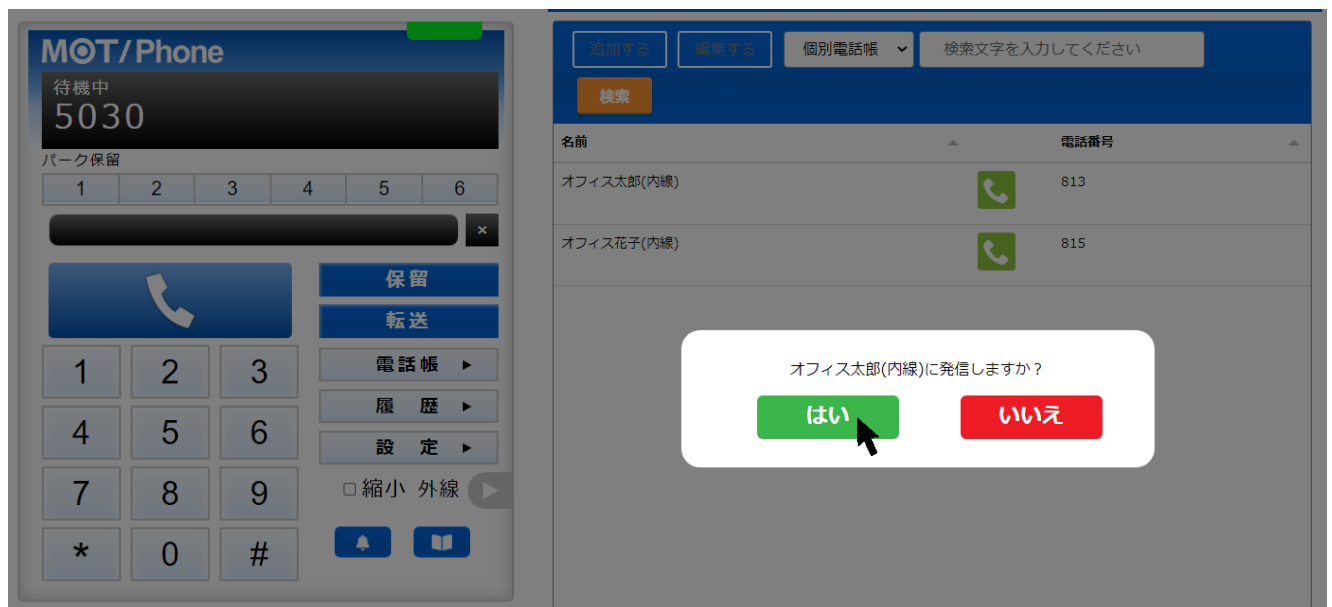 MOT/Phone
待機中
5030
パーク保留
1 2 3 4 5 6
×
保留
転送
1 2 3
電話帳 ▶
履 歴 ▶
4 5 6
設 定 ▶
7 8 9
縮小 外線
* 0 #
追加する 編集する 個別電話帳 検索文字を入力してください
検索
名前 電話番号
オフィス太郎(内線) 813
オフィス花子(内線) 815
オフィス太郎(内線)に発信しますか？
はい いいえ